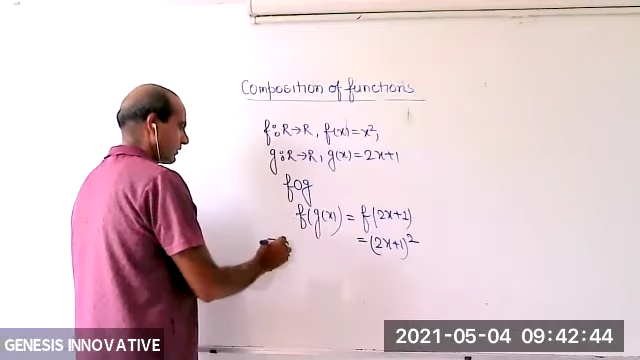 Composition of functions
f: R→R, f(x)=x²,
g: R→R, g(x)=2x+1
fog
f(g(x)) = f(2x+1)
=(2x+1)²
GENESIS INNOVATIVE
2021-05-04 09:42:44